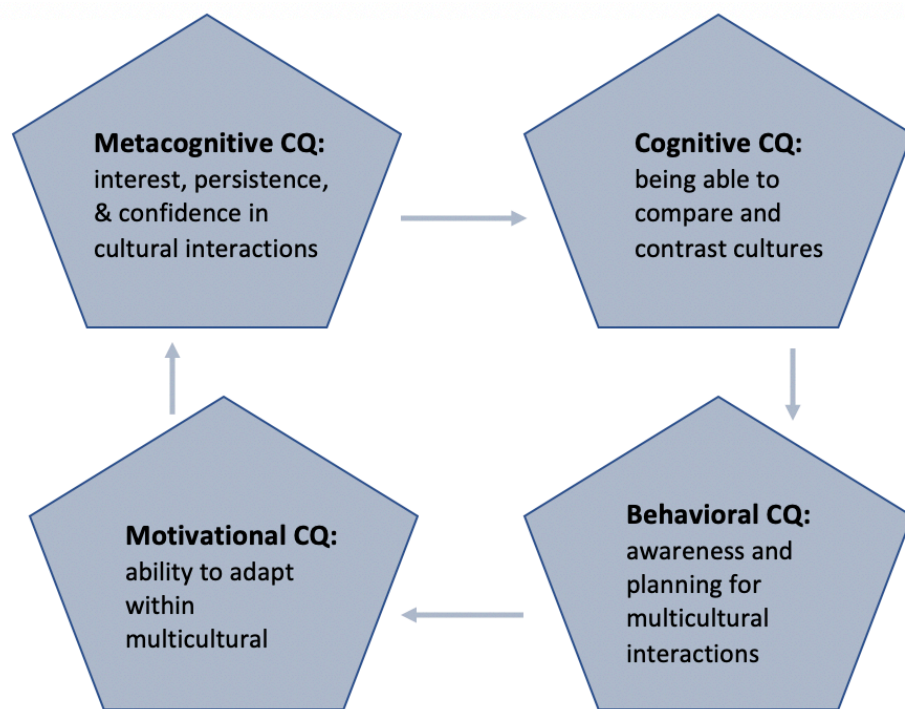 Metacognitive CQ:
interest, persistence,
& confidence in
cultural interactions
Cognitive CQ:
being able to
compare and
contrast cultures
Motivational CQ:
ability to adapt
within
multicultural
Behavioral CQ:
awareness and
planning for
multicultural
interactions